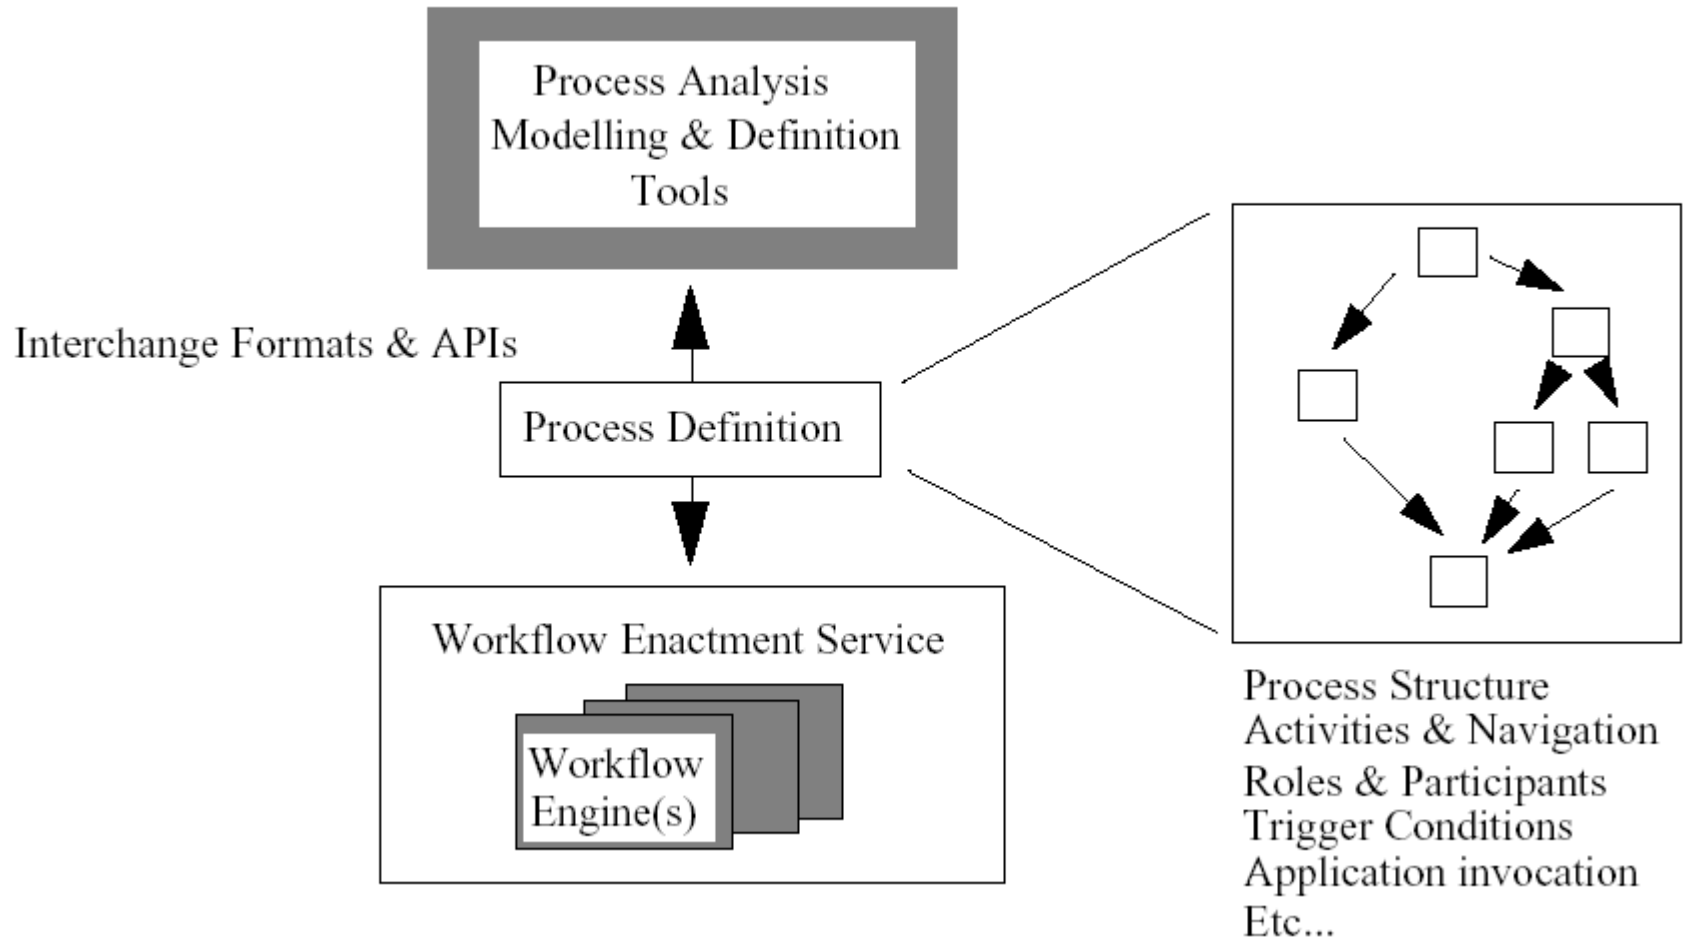 Process Analysis
Modelling & Definition
Tools
Interchange Formats & APIs
Process Definition
Workflow Enactment Service
Workflow
Engine(s)
Process Structure
Activities & Navigation
Roles & Participants
Trigger Conditions
Application invocation
Etc...